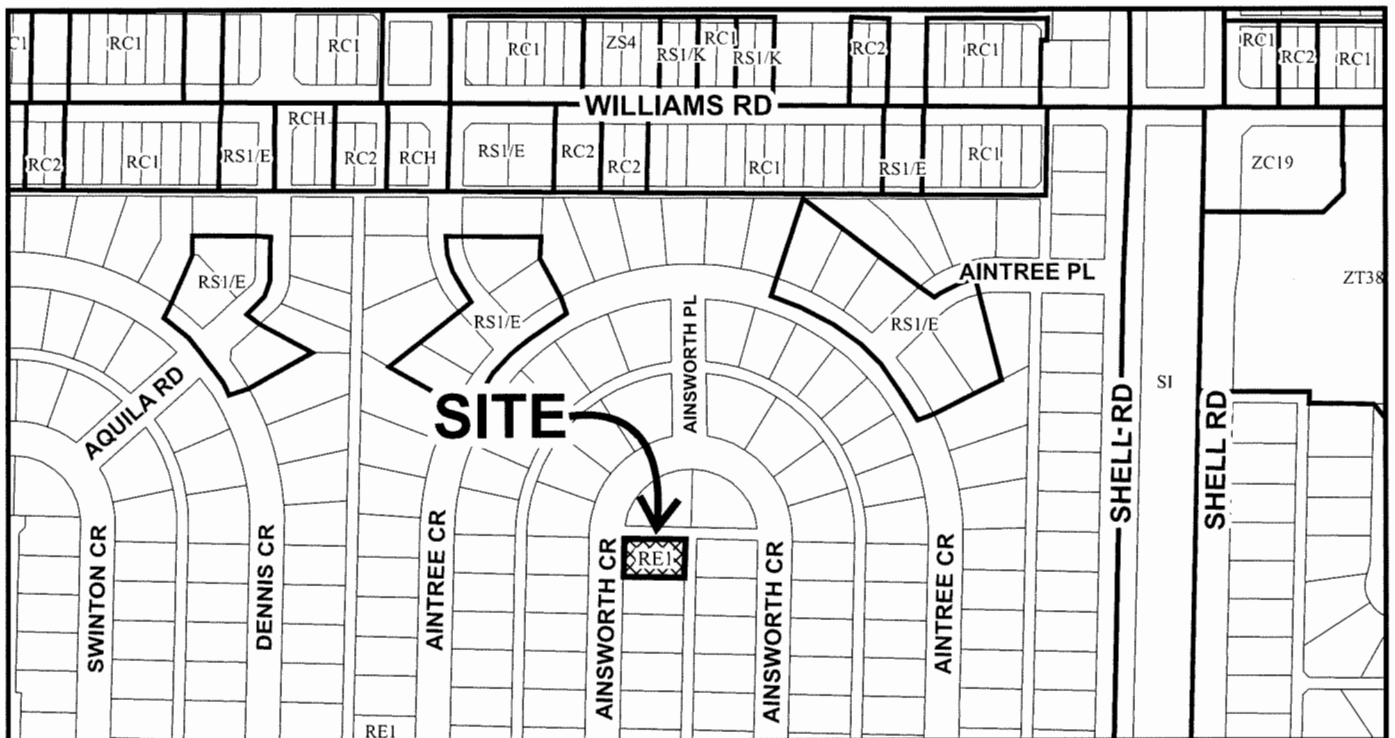 C1
RC1
RC1
RC1
ZS4
RS1/K
RC1
RS1/K
RC2
RC1
RC1
RC2
RC1
WILLIAMS RD
RC2
RC1
RS1/E
RCH
RC2
RCH
RS1/E
RC2
RC2
RC1
RS1/E
RC1
ZC19
RS1/E
RS1/E
AINSWORTH PL
RS1/E
AINTREE PL
ZT38
SI
AQUILA RD
SITE
SHELL RD
SHELL RD
SWINTON CR
DENNIS CR
AINTREE CR
AINSWORTH CR
RE1
AINSWORTH CR
AINTREE CR
RE1